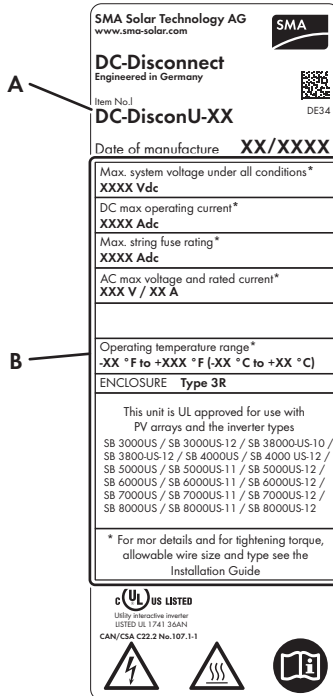 SMA Solar Technology AG
www.sma-solar.com
SMA
DC-Disconnect
Engineered in Germany
A
Item No.l
DC-DisconU-XX
DE34
Date of manufacture XX/XXXX
Max. system voltage under all conditions*
XXXX Vdc
DC max operating current*
XXXX Adc
Max. string fuse rating*
XXXX Adc
AC max voltage and rated current*
XXX V / XX A
B
Operating temperature range*
-XX °F to +XXX °F (-XX °C to +XX °C)
ENCLOSURE Type 3R
This unit is UL approved for use with
PV arrays and the inverter types
SB 3000US / SB 3000US-12 / SB 38000-US-10 /
SB 3800-US-12 / SB 4000US / SB 4000 US-12 /
SB 5000US / SB 5000US-11 / SB 5000US-12 /
SB 6000US / SB 6000US-11 / SB 6000US-12 /
SB 7000US / SB 7000US-11 / SB 7000US-12 /
SB 8000US / SB 8000US-11 / SB 8000US-12
* For mor details and for tightening torque,
allowable wire size and type see the
Installation Guide
c UL US LISTED
Utility interactive inverter
LISTED UL 1741 36AN
CAN/CSA C22.2 No.107.1-1